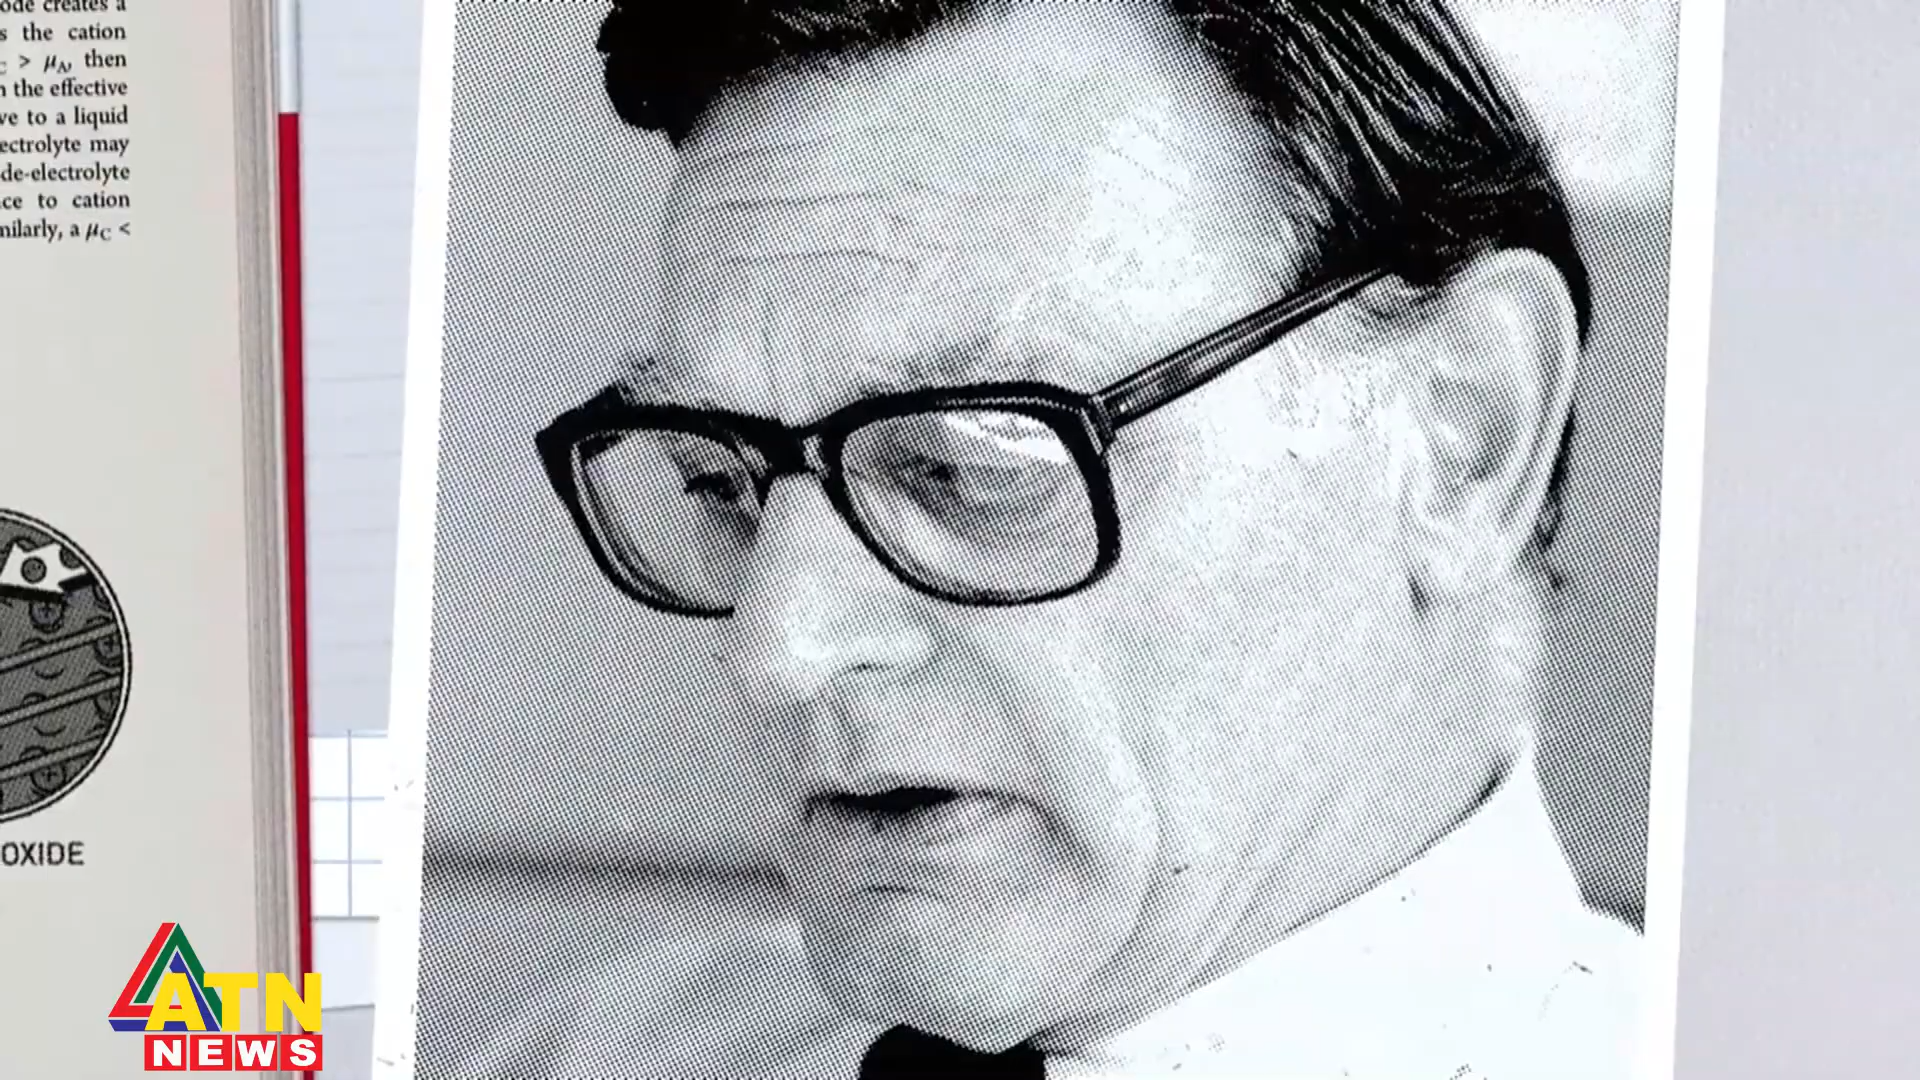 ode creates a
s the cation
C > μA, then
n the effective
ve to a liquid
ectrolyte may
de-electrolyte
ce to cation
milarly, a μC <
OXIDE
ATN
NEWS